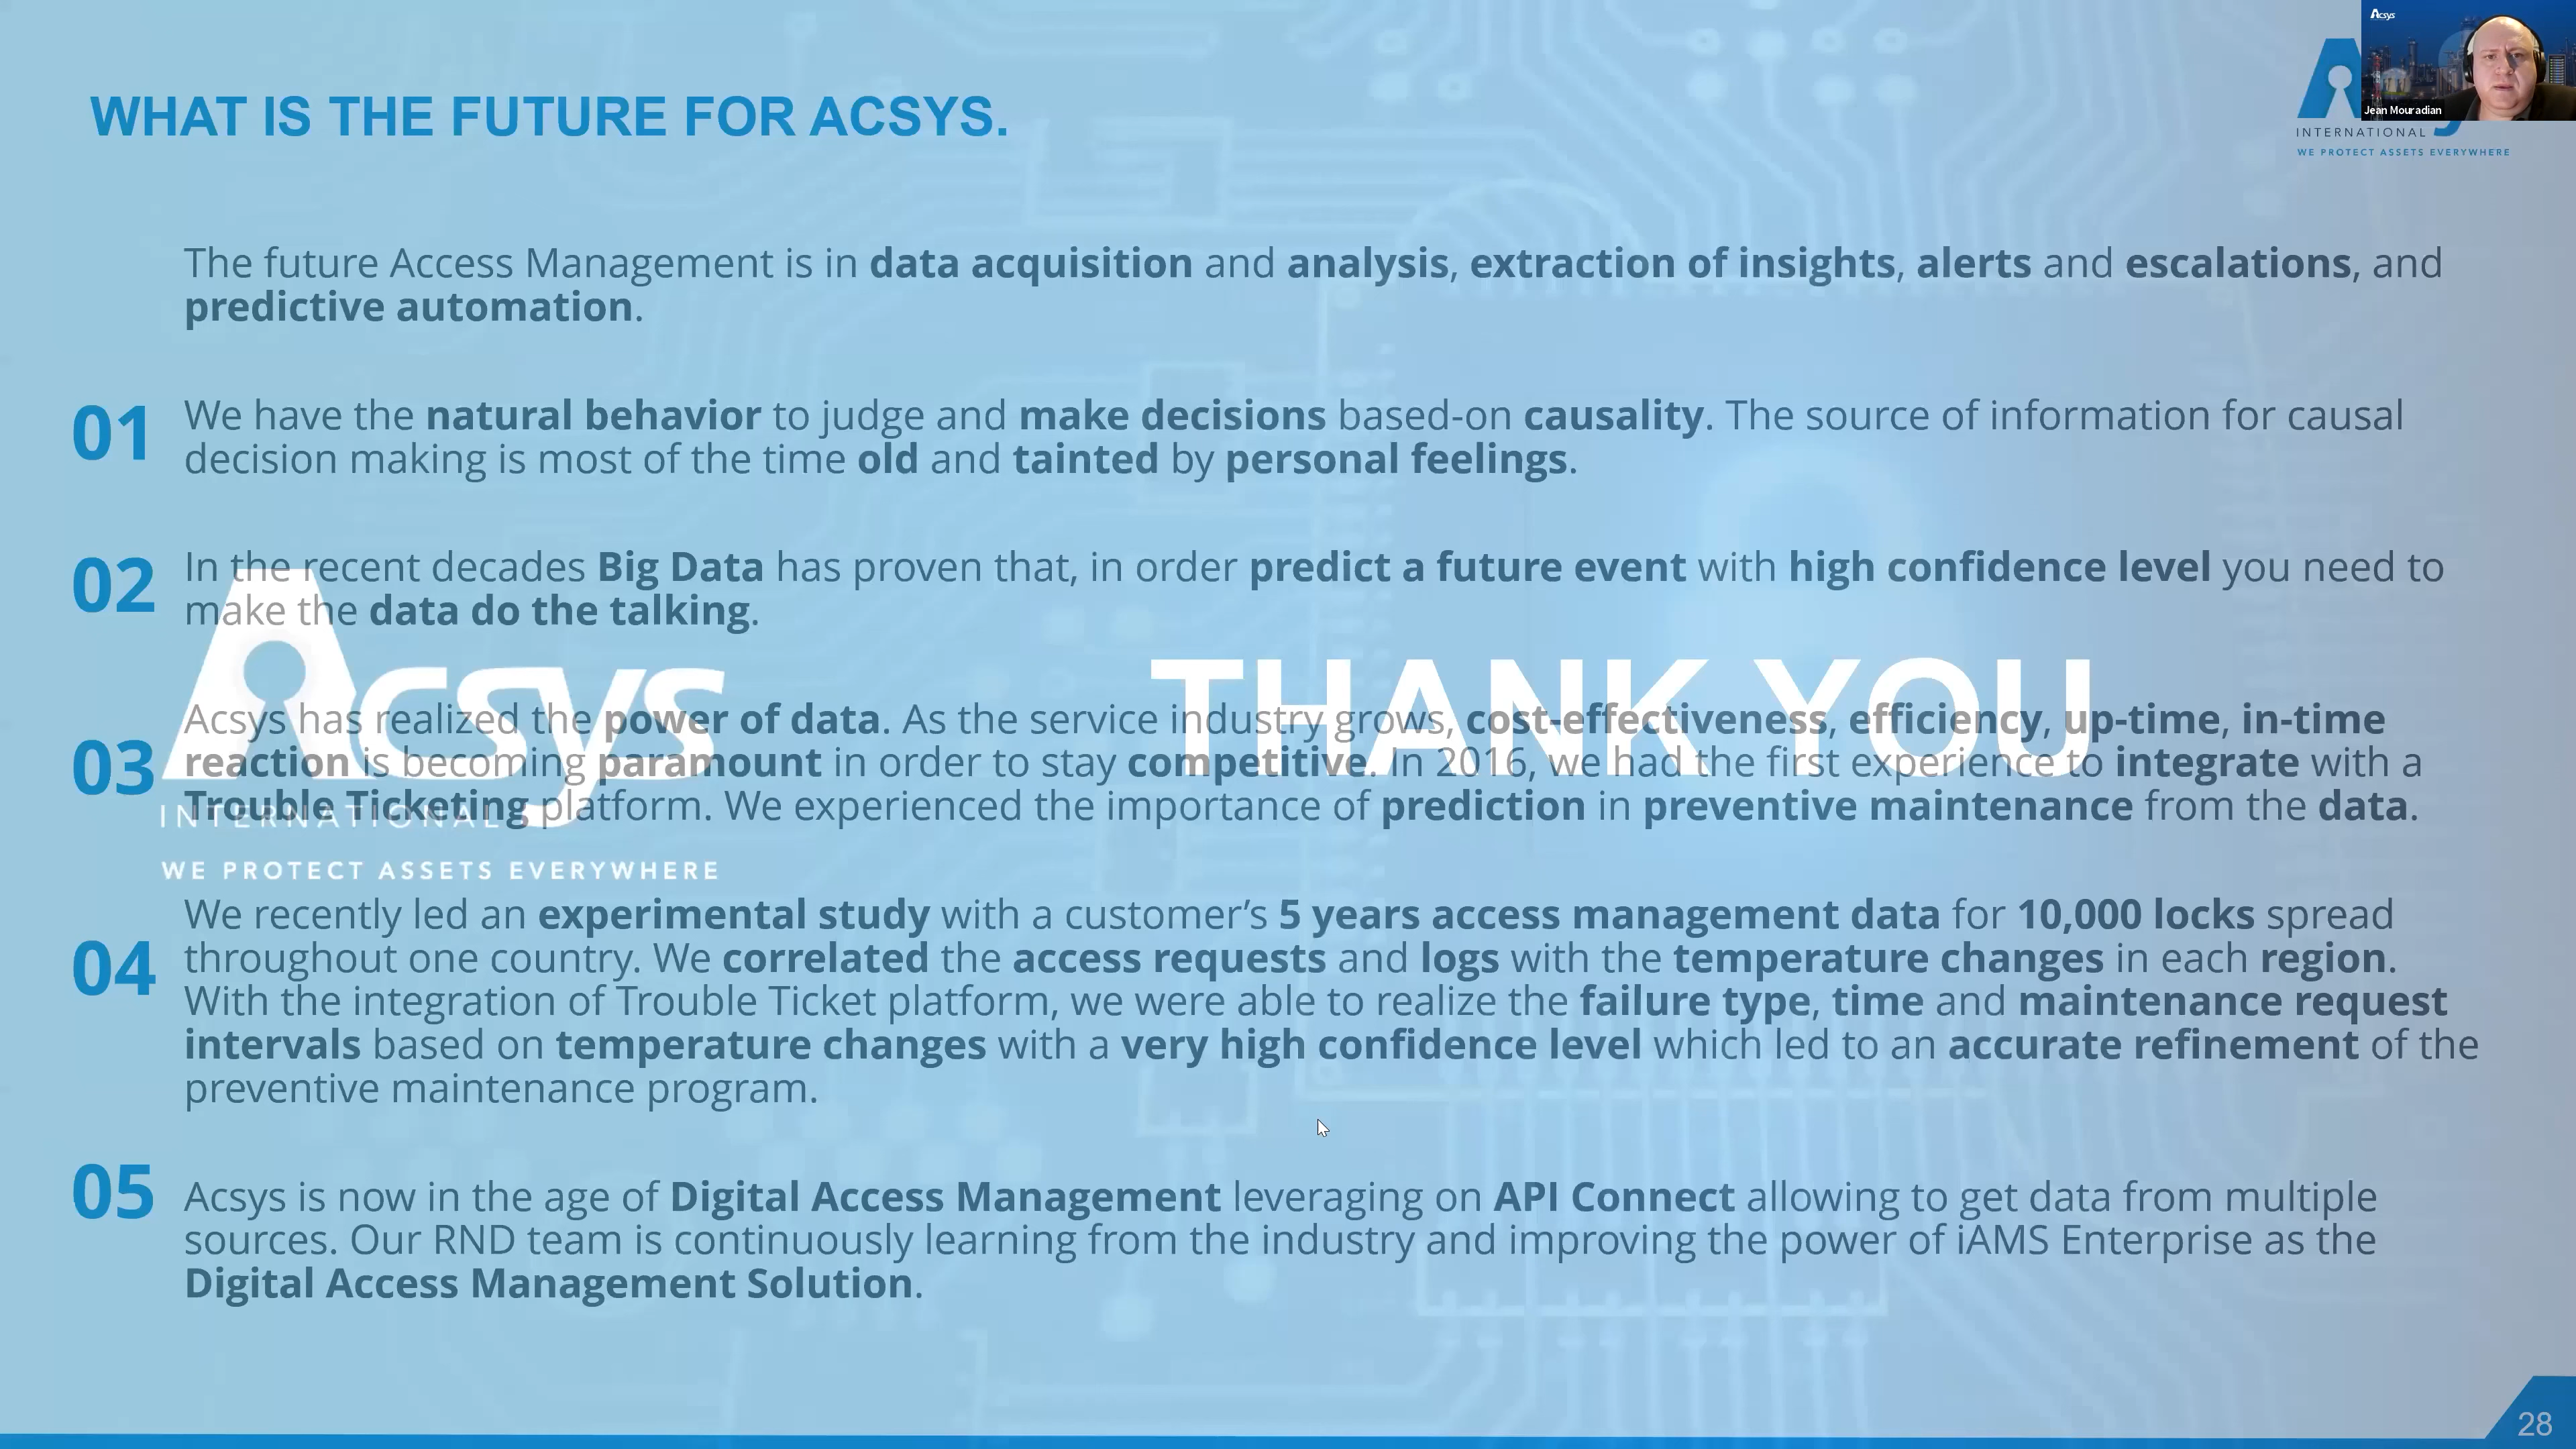 Acsys
Jean Mouradian
WHAT IS THE FUTURE FOR ACSYS.
INTERNATIONAL
WE PROTECT ASSETS EVERYWHERE
The future Access Management is in data acquisition and analysis, extraction of insights, alerts and escalations, and
predictive automation.
01
We have the natural behavior to judge and make decisions based-on causality. The source of information for causal
decision making is most of the time old and tainted by personal feelings.
02
In the recent decades Big Data has proven that, in order predict a future event with high confidence level you need to
make the data do the talking.
Acsys
INTERNATIONAL
WE PROTECT ASSETS EVERYWHERE
THANK YOU
03
Acsys has realized the power of data. As the service industry grows, cost-effectiveness, efficiency, up-time, in-time
reaction is becoming paramount in order to stay competitive. In 2016, we had the first experience to integrate with a
Trouble Ticketing platform. We experienced the importance of prediction in preventive maintenance from the data.
04
We recently led an experimental study with a customer’s 5 years access management data for 10,000 locks spread
throughout one country. We correlated the access requests and logs with the temperature changes in each region.
With the integration of Trouble Ticket platform, we were able to realize the failure type, time and maintenance request
intervals based on temperature changes with a very high confidence level which led to an accurate refinement of the
preventive maintenance program.
05
Acsys is now in the age of Digital Access Management leveraging on API Connect allowing to get data from multiple
sources. Our RND team is continuously learning from the industry and improving the power of iAMS Enterprise as the
Digital Access Management Solution.
28